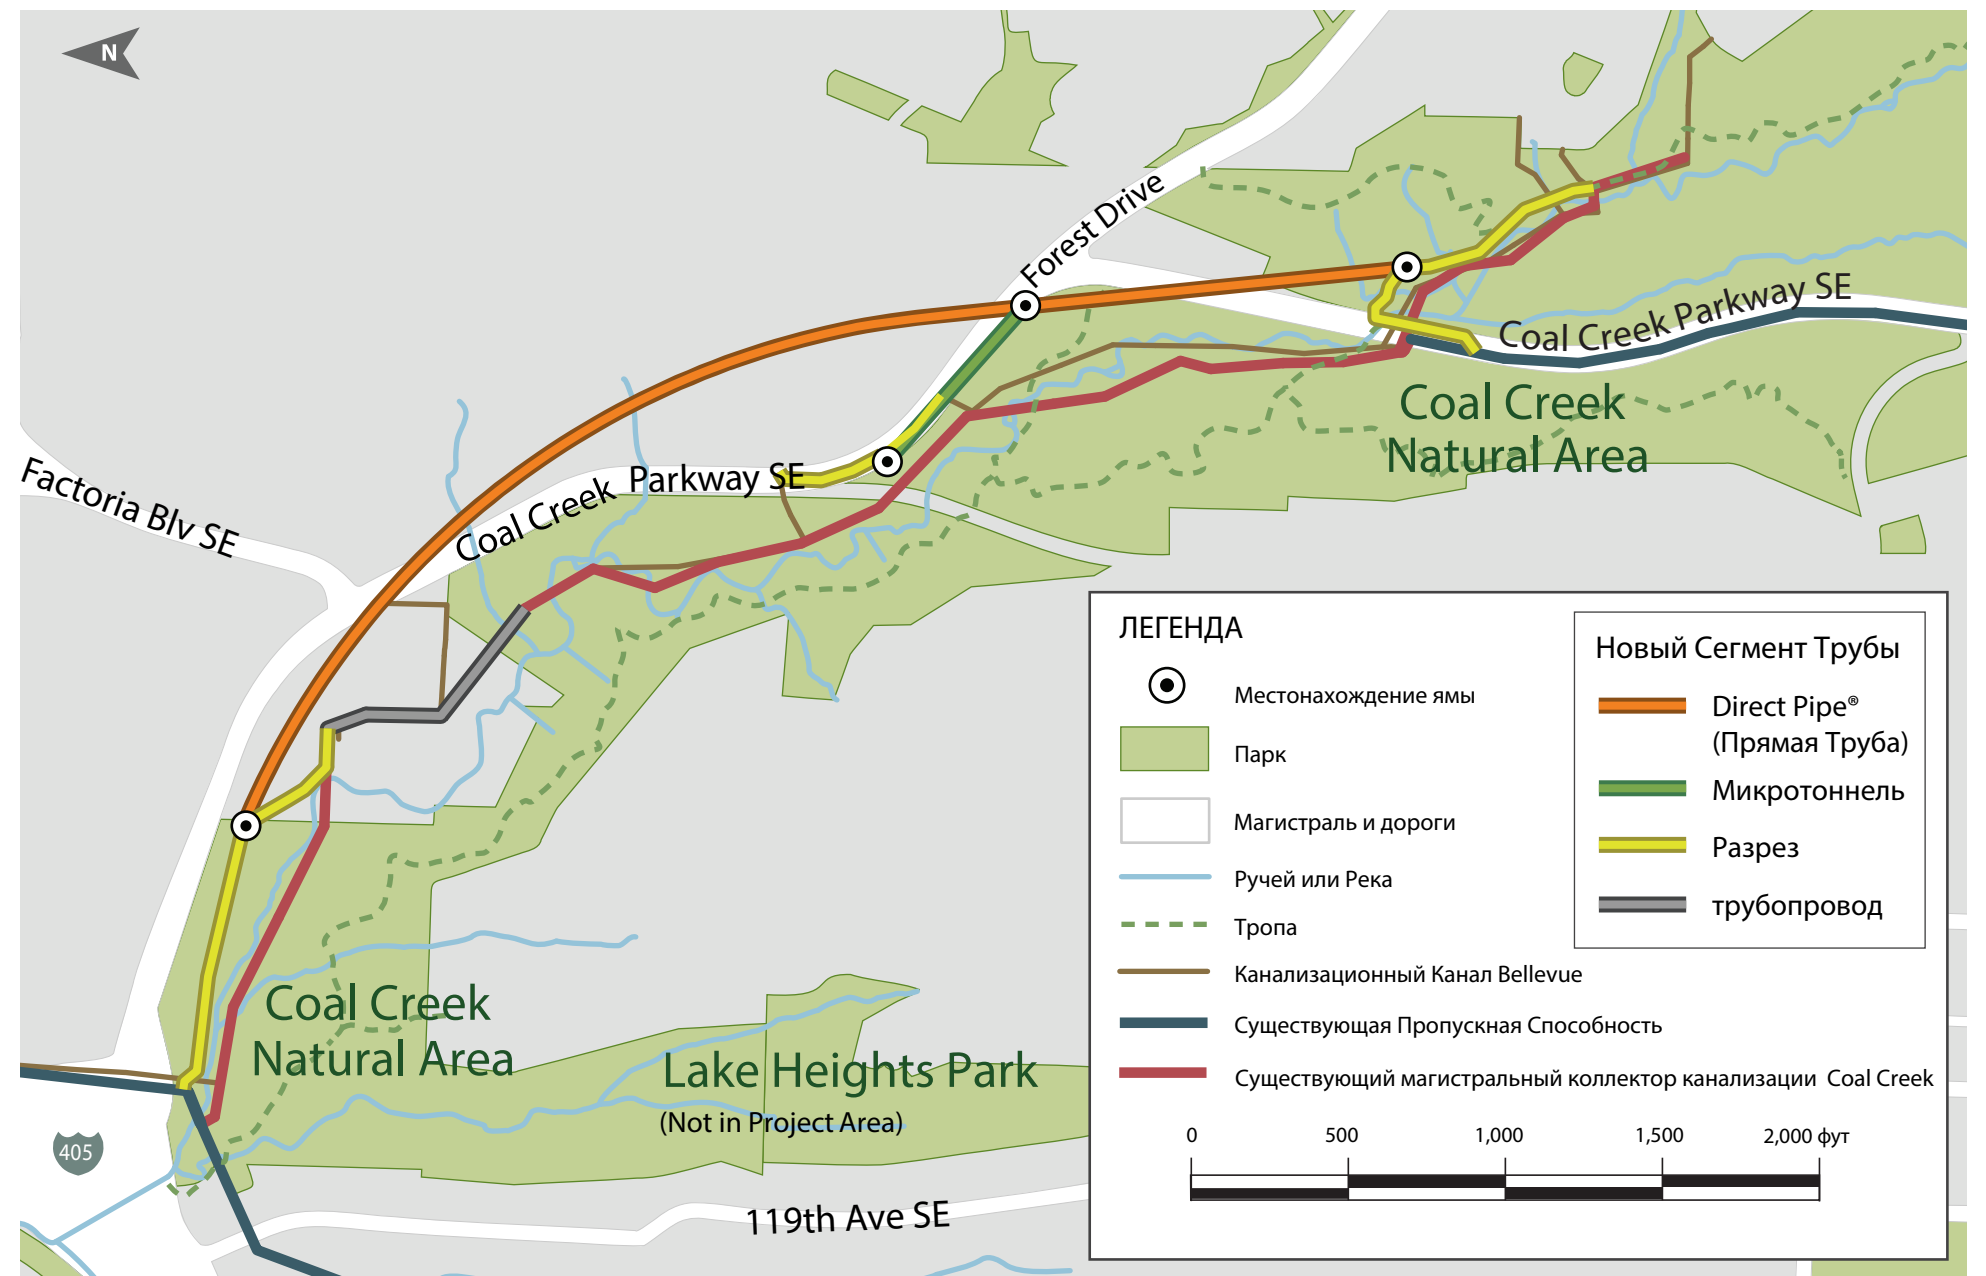 N
Forest Drive
Coal Creek Parkway SE
Coal Creek
Natural Area
Factoria Blv SE
Coal Creek Parkway SE
Coal Creek
Natural Area
Lake Heights Park
(Not in Project Area)
405
119th Ave SE
ЛЕГЕНДА
Местонахождение ямы
Парк
Магистраль и дороги
Ручей или Река
Тропа
Канализационный Канал Bellevue
Существующая Пропускная Способность
Существующий магистральный коллектор канализации Coal Creek
Новый Сегмент Трубы
Direct Pipe®
(Прямая Труба)
Микротоннель
Разрез
трубопровод
0 500 1,000 1,500 2,000 фут